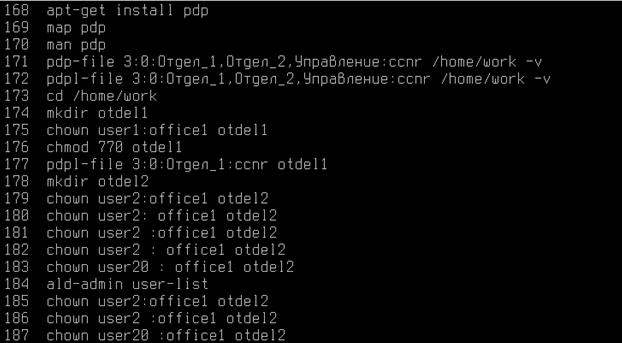 168 apt-get install pdp
169 map pdp
170 man pdp
171 pdp-file 3:0:Отдел_1,Отдел_2,Управление:ccnr /home/work -v
172 pdpl-file 3:0:Отдел_1,Отдел_2,Управление:ccnr /home/work -v
173 cd /home/work
174 mkdir otdel1
175 chown user1:office1 otdel1
176 chmod 770 otdel1
177 pdpl-file 3:0:Отдел_1:ccnr otdel1
178 mkdir otdel2
179 chown user2:office1 otdel2
180 chown user2: office1 otdel2
181 chown user2 :office1 otdel2
182 chown user2 : office1 otdel2
183 chown user20 : office1 otdel2
184 ald-admin user-list
185 chown user2:office1 otdel2
186 chown user2 :office1 otdel2
187 chown user20 :office1 otdel2